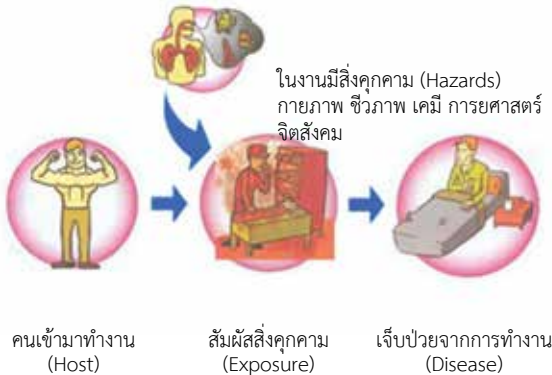 ในงานมีสิ่งคุกคาม (Hazards)
กายภาพ ชีวภาพ เคมี การยศาสตร์
จิตสังคม
คนเข้ามาทำงาน
(Host)
สัมผัสสิ่งคุกคาม
(Exposure)
เจ็บป่วยจากการทำงาน
(Disease)